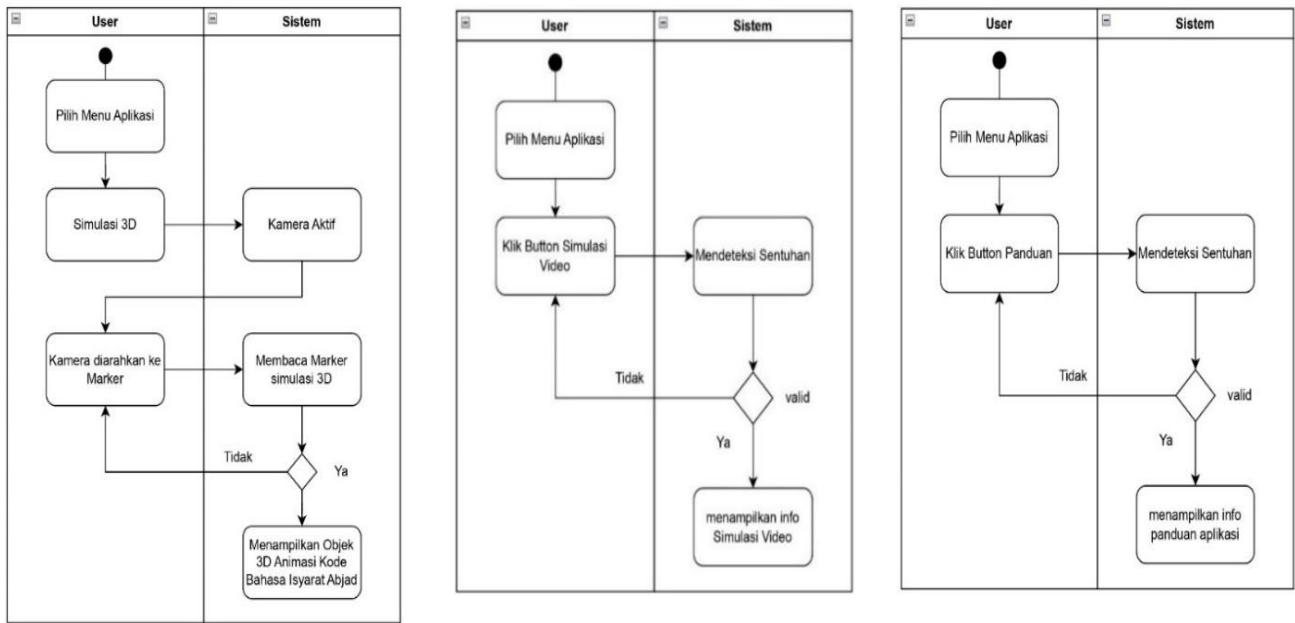 User
Sistem
Pilih Menu Aplikasi
Simulasi 3D
Kamera Aktif
Kamera diarahkan ke
Marker
Membaca Marker
simulasi 3D
Tidak
Ya
Menampilkan Objek
3D Animasi Kode
Bahasa Isyarat Abjad
User
Sistem
Pilih Menu Aplikasi
Klik Button Simulasi
Video
Mendeteksi Sentuhan
Tidak
valid
Ya
menampilkan info
Simulasi Video
User
Sistem
Pilih Menu Aplikasi
Klik Button Panduan
Mendeteksi Sentuhan
Tidak
valid
Ya
menampilkan info
panduan aplikasi